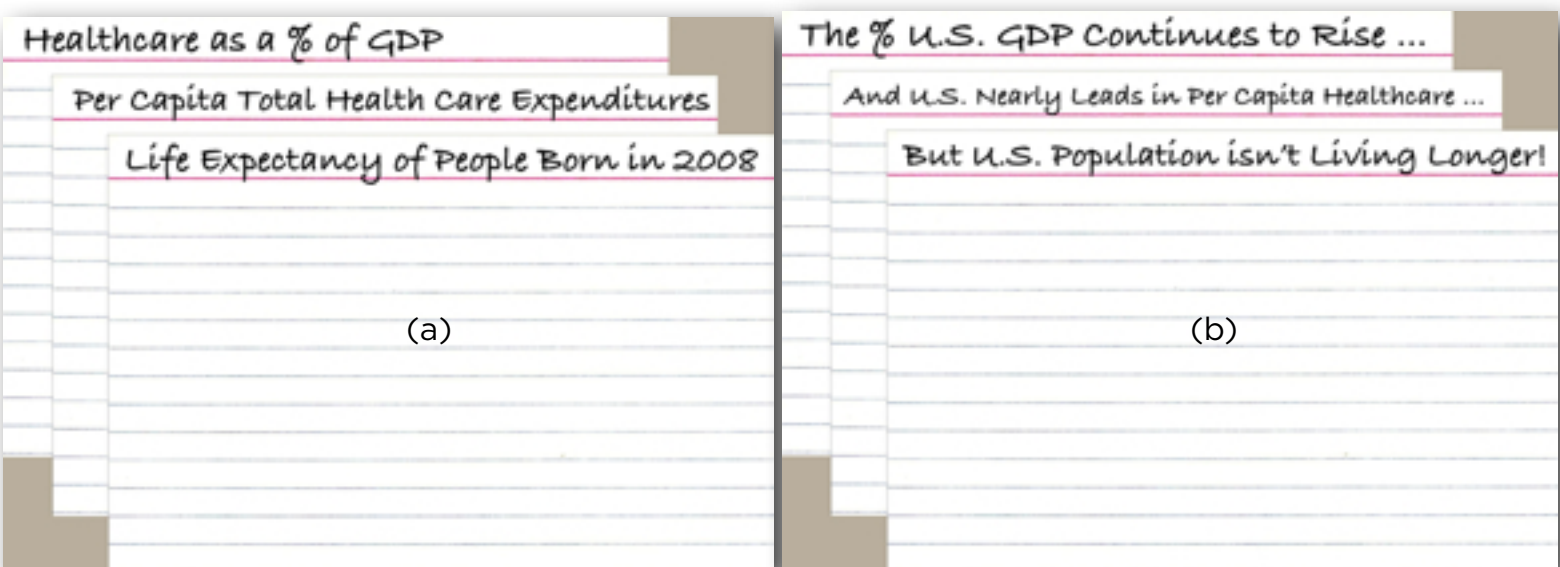 Healthcare as a % of GDP
Per Capita Total Health Care Expenditures
Life Expectancy of People Born in 2008
(a)
The % U.S. GDP Continues to Rise ...
And U.S. Nearly Leads in Per Capita Healthcare ...
But U.S. Population isn't Living Longer!
(b)